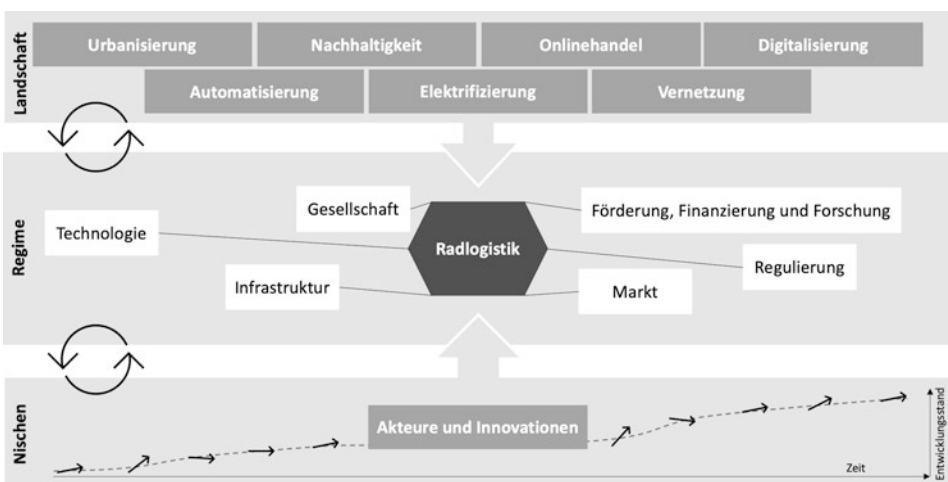 Landschaft
Urbanisierung
Nachhaltigkeit
Onlinehandel
Digitalisierung
Automatisierung
Elektrifizierung
Vernetzung
Regime
Gesellschaft
Förderung, Finanzierung und Forschung
Technologie
Radlogistik
Regulierung
Infrastruktur
Markt
Nischen
Akteure und Innovationen
Zeit
Entwicklungsstand